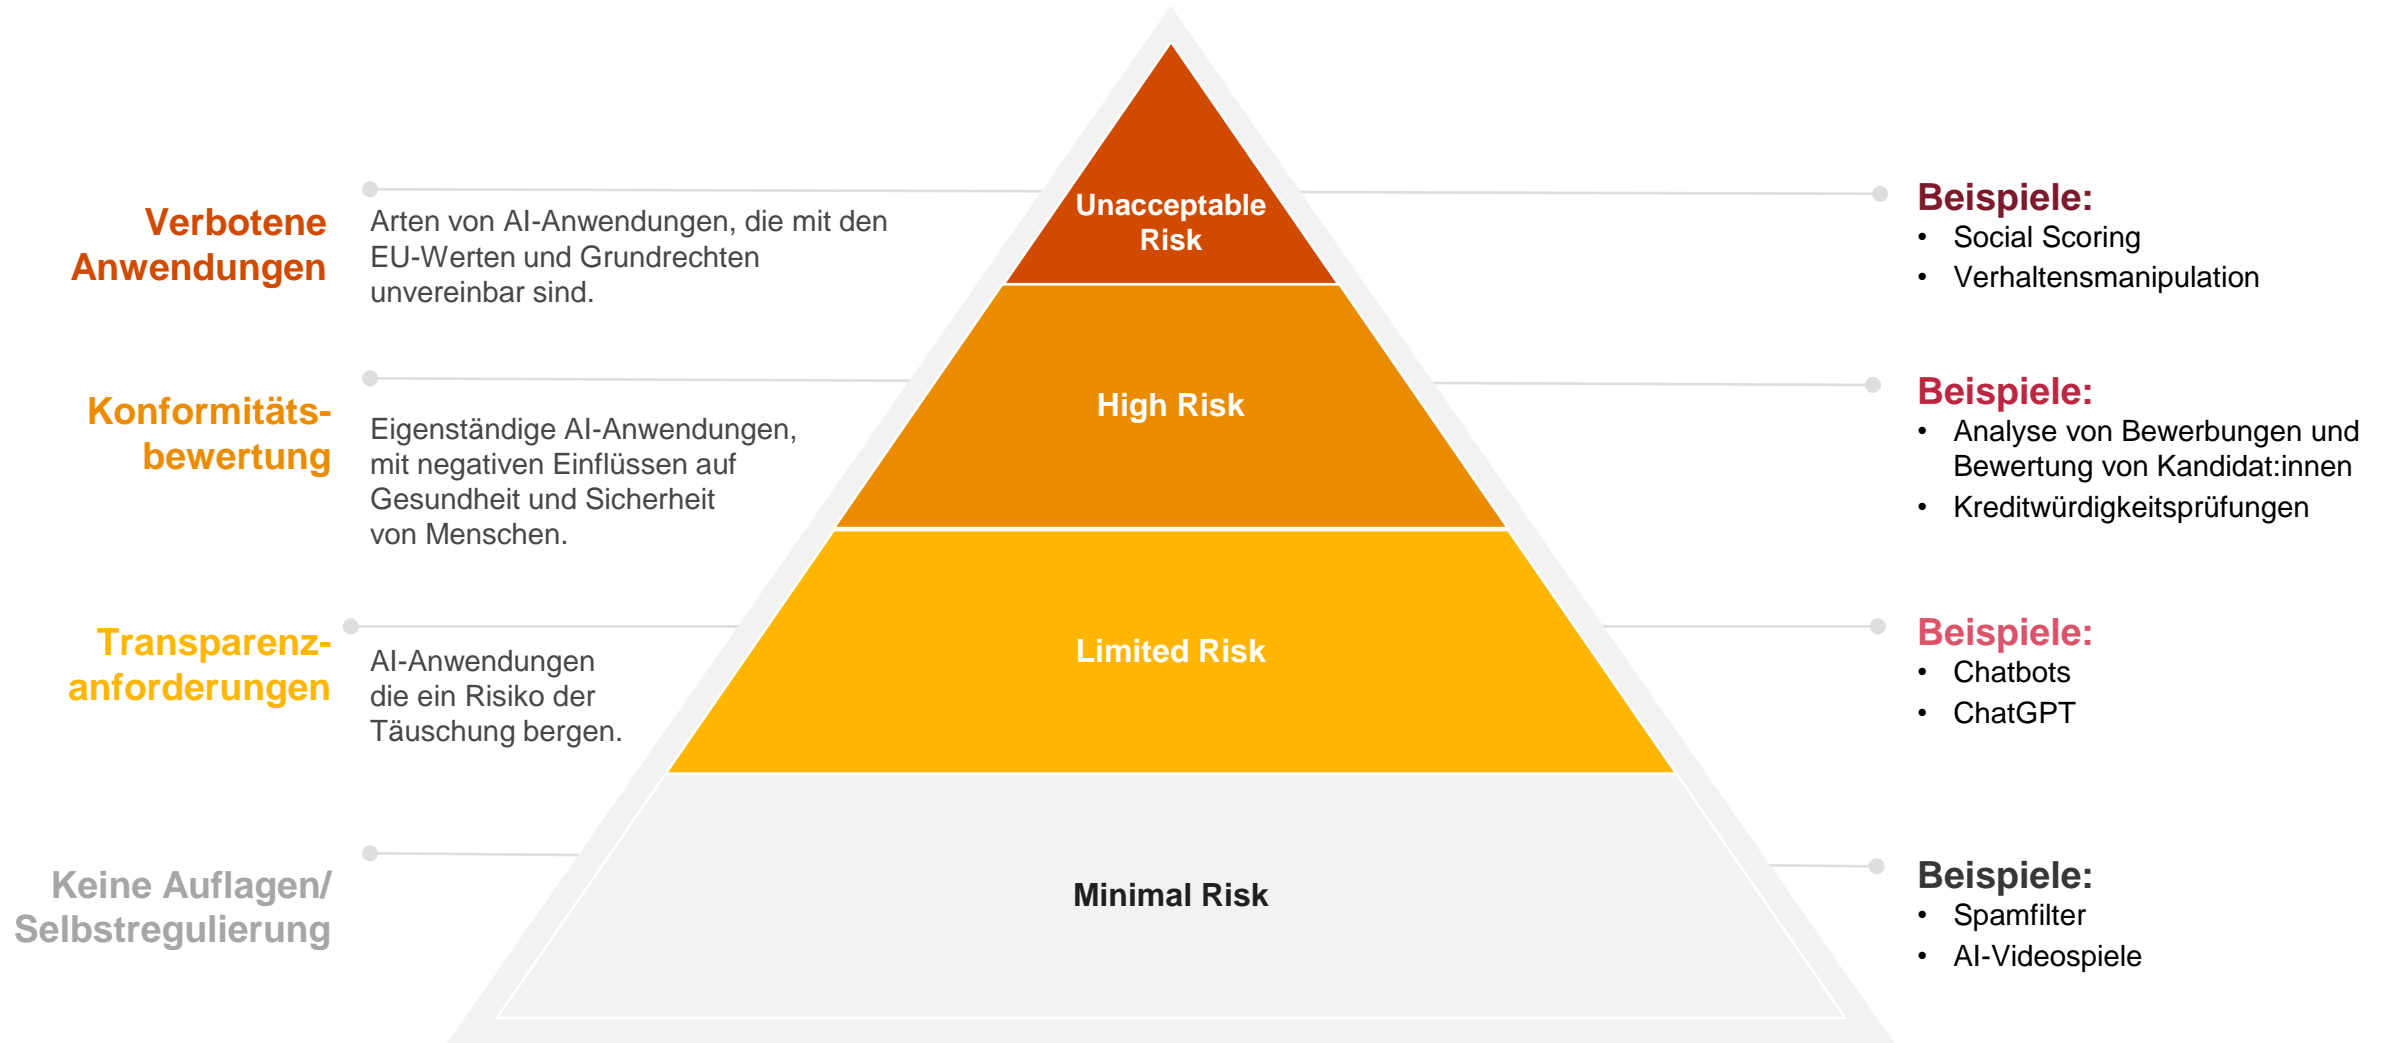 Verbotene
Anwendungen
Arten von AI-Anwendungen, die mit den
EU-Werten und Grundrechten
unvereinbar sind.
Unacceptable
Risk
Beispiele:
• Social Scoring
• Verhaltensmanipulation
Konformitäts-
bewertung
Eigenständige AI-Anwendungen,
mit negativen Einflüssen auf
Gesundheit und Sicherheit
von Menschen.
High Risk
Beispiele:
• Analyse von Bewerbungen und
Bewertung von Kandidat:innen
• Kreditwürdigkeitsprüfungen
Transparenz-
anforderungen
AI-Anwendungen
die ein Risiko der
Täuschung bergen.
Limited Risk
Beispiele:
• Chatbots
• ChatGPT
Keine Auflagen/
Selbstregulierung
Minimal Risk
Beispiele:
• Spamfilter
• AI-Videospiele